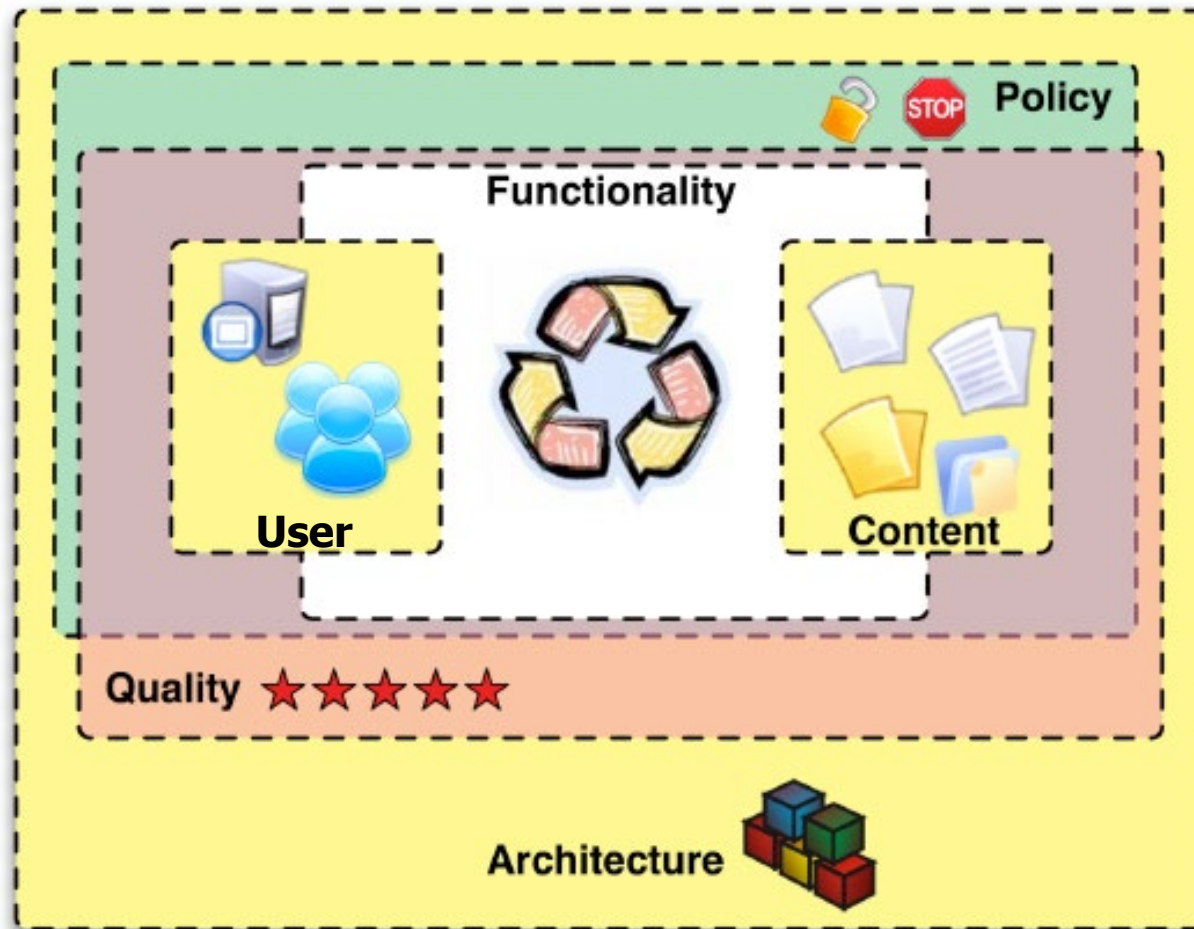 STOP Policy
Functionality
User
Content
Quality
Architecture